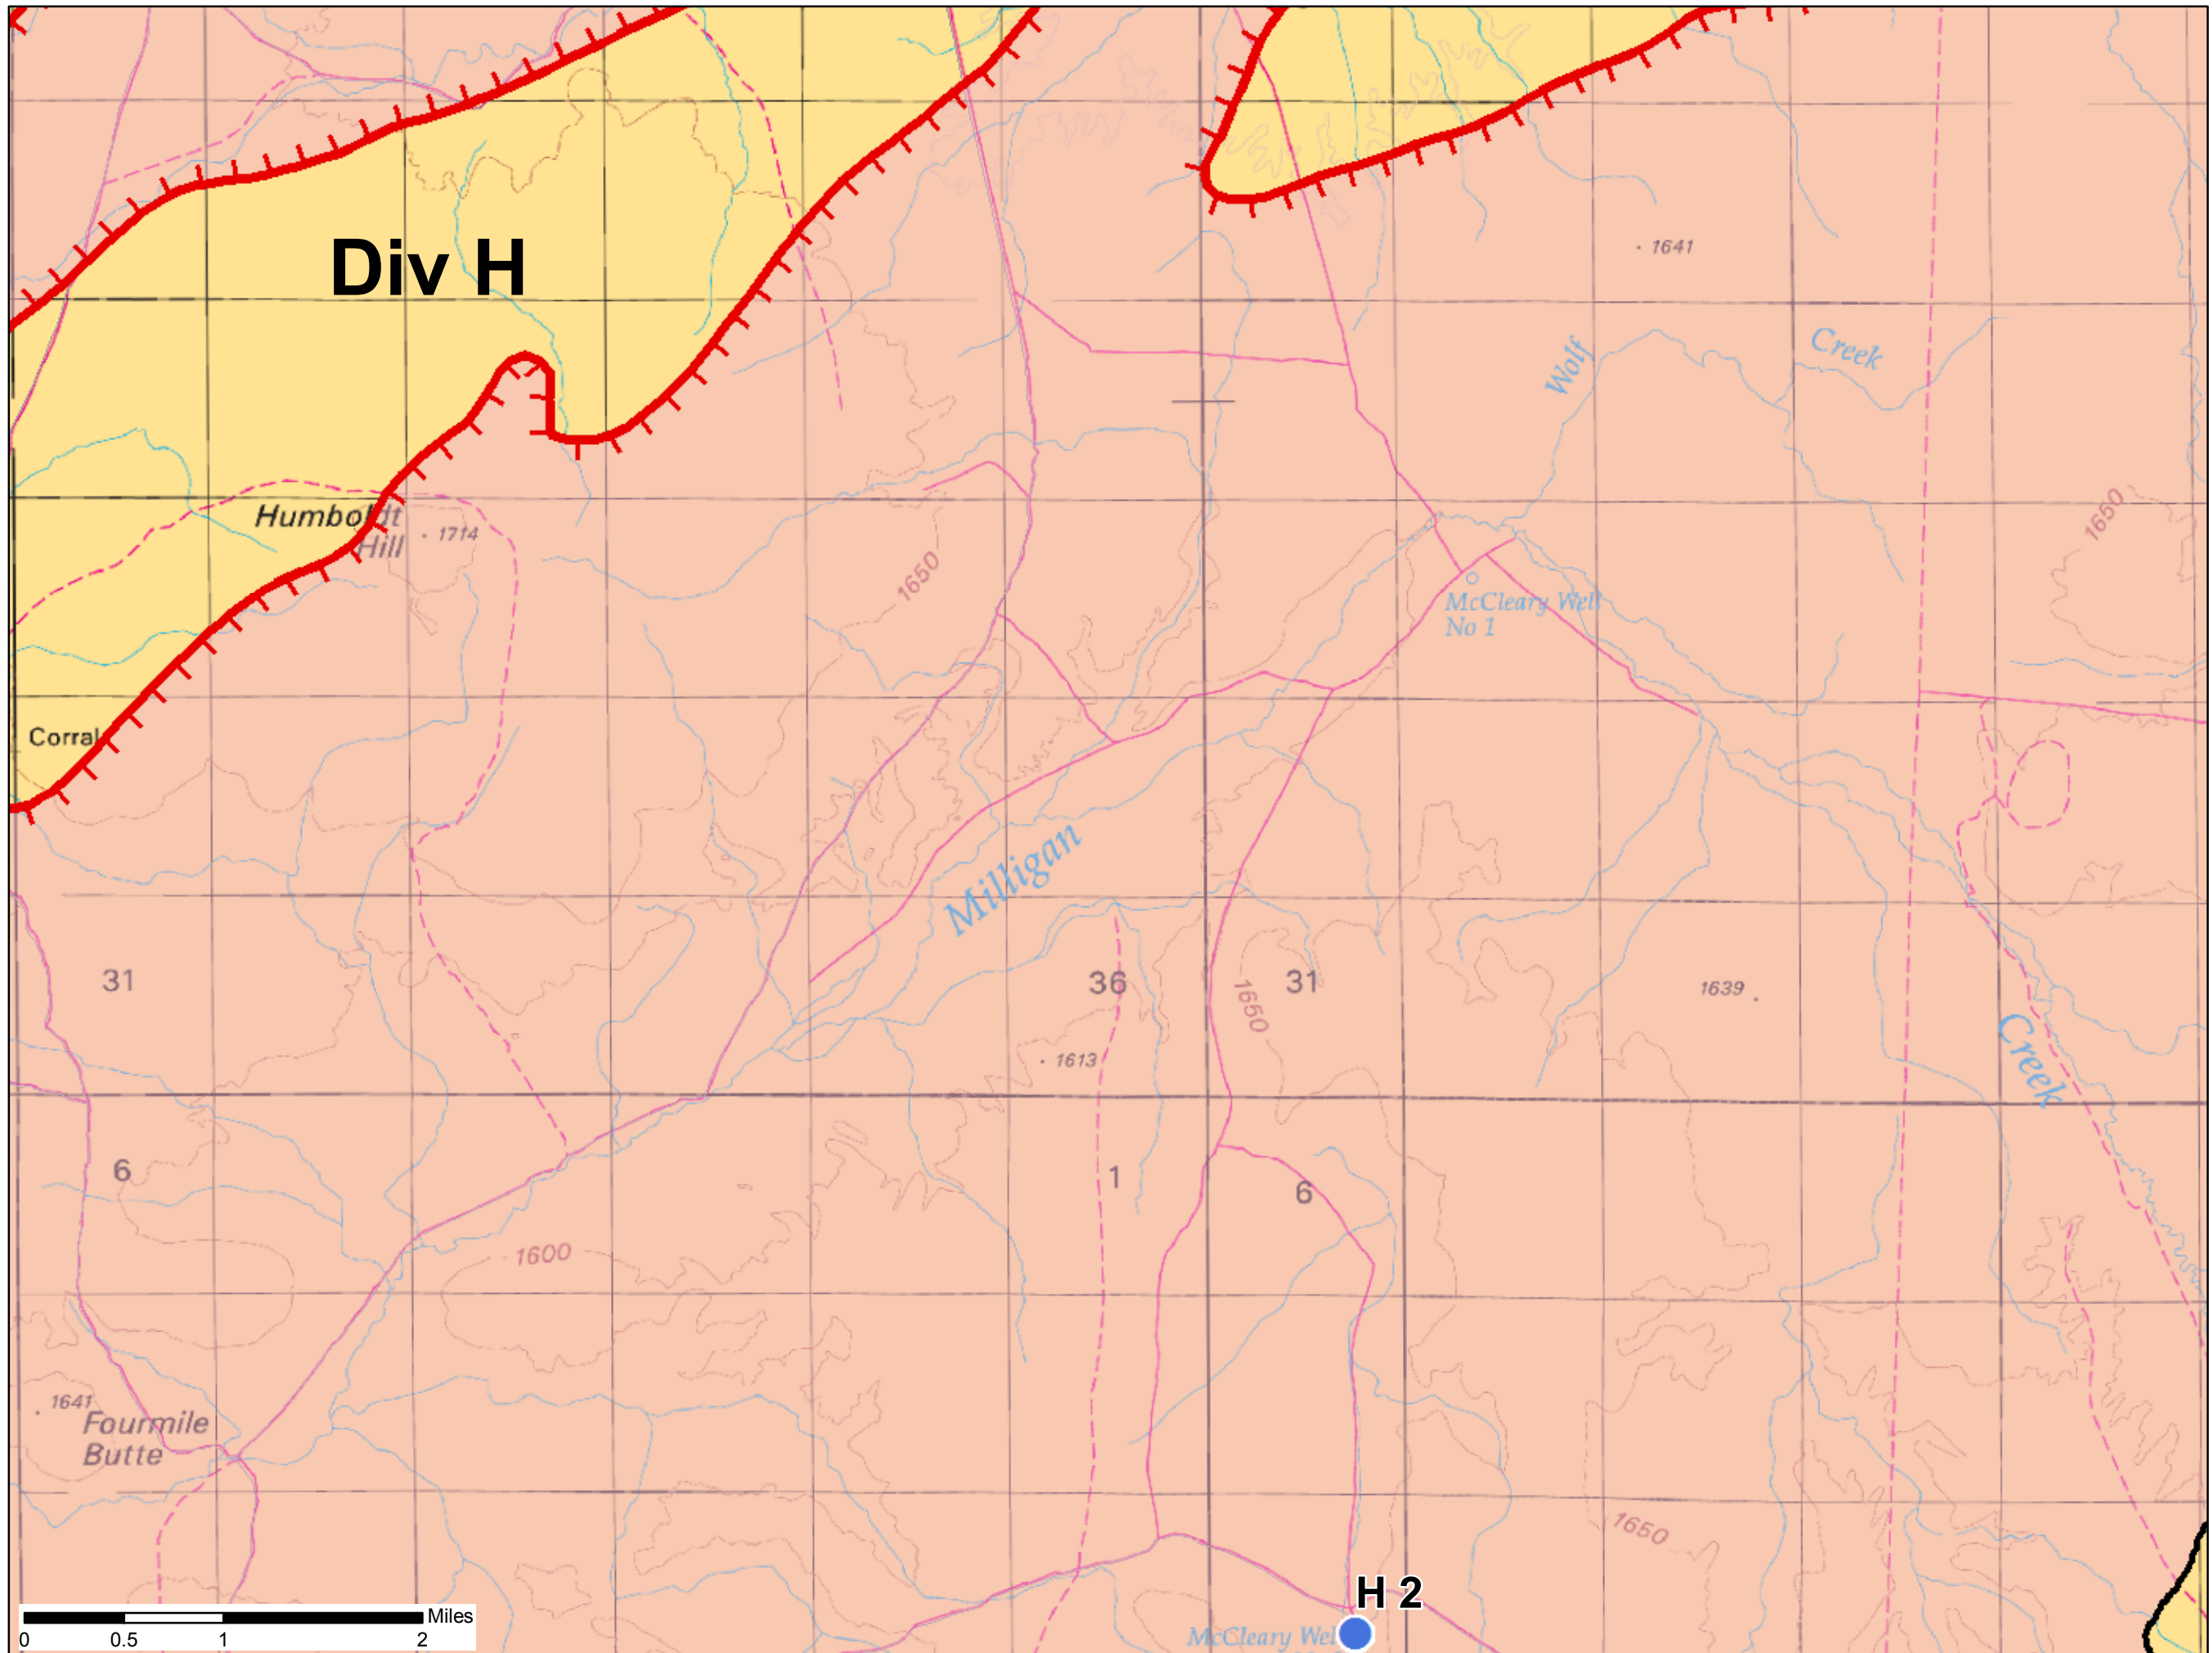 Div H
1641
Wolf
Creek
1650
Humboldt
Hill
1714
1650
McCleary Well
No 1
Corral
Milligan
31
36
31
1650
1639
1613
Creek
6
1
6
1600
1641
Fourmile
Butte
1650
H 2
McCleary Wel
Miles
0
0.5
1
2